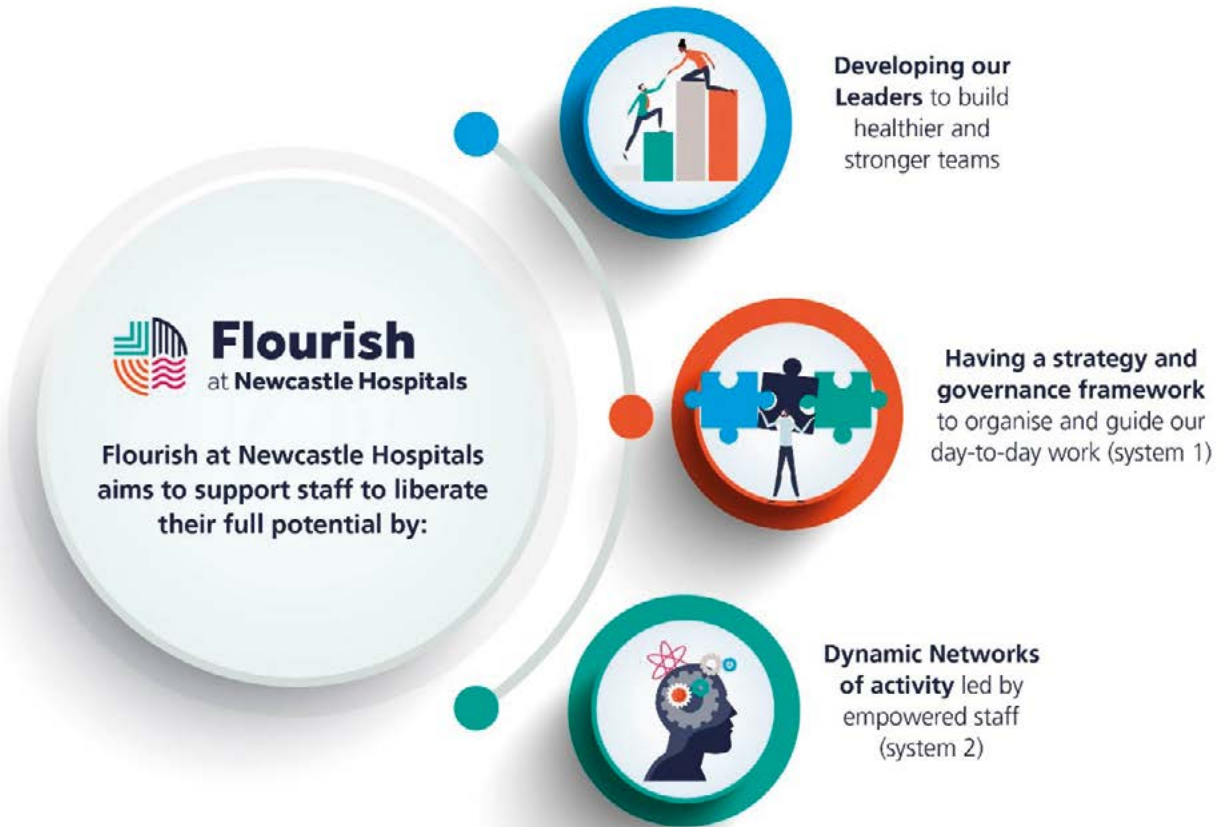 Flourish
at Newcastle Hospitals
Flourish at Newcastle Hospitals
aims to support staff to liberate
their full potential by:
Developing our
Leaders to build
healthier and
stronger teams
Having a strategy and
governance framework
to organise and guide our
day-to-day work (system 1)
Dynamic Networks
of activity led by
empowered staff
(system 2)